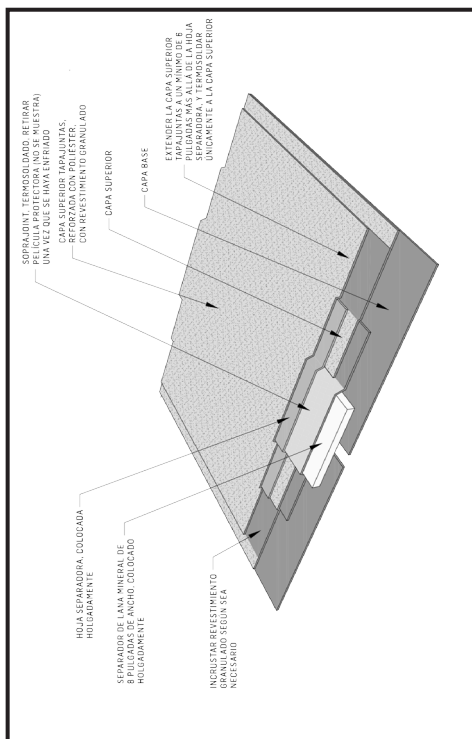 SOPRAJOINT, TERMOSOLDADO. RETIRAR
PELÍCULA PROTECTORA (NO SE MUESTRA)
UNA VEZ QUE SE HAYA ENFRIADO
CAPA SUPERIOR TAPAJUNTAS,
REFORZADA CON POLIÉSTER,
CON REVESTIMIENTO GRANULADO
CAPA SUPERIOR
CAPA BASE
EXTENDER LA CAPA SUPERIOR
TAPAJUNTAS A UN MÍNIMO DE 6
PULGADAS MÁS ALLÁ DE LA HOJA
SEPARADORA, Y TERMOSOLDAR
ÚNICAMENTE A LA CAPA SUPERIOR
HOJA SEPARADORA, COLOCADA
HOLGADAMENTE
SEPARADOR DE LANA MINERAL DE
8 PULGADAS DE ANCHO, COLOCADO
HOLGADAMENTE
INCRUSTAR REVESTIMIENTO
GRANULADO SEGÚN SEA
NECESARIO